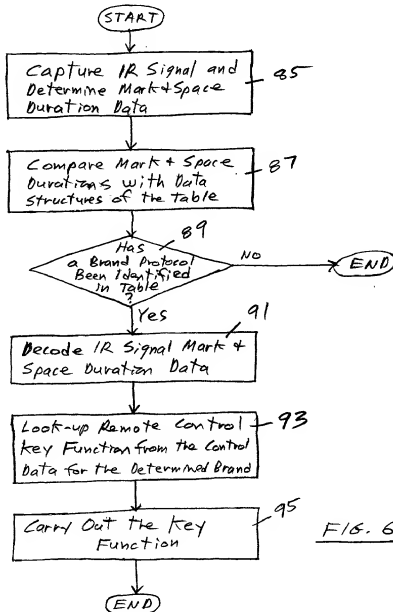 START
Capture IR Signal and
Determine Mark & Space
Duration Data
85
Compare Mark + Space
Durations with Data
Structures of the Table
87
Has
a Brand Protocol
Been Identified
in Table
?
89
NO
END
Yes
Decode IR Signal Mark &
Space Duration Data
91
Look-up Remote Control
Key Function from the Control
Data for the Determined Brand
93
Carry Out the Key
Function
95
END
FIG. 6